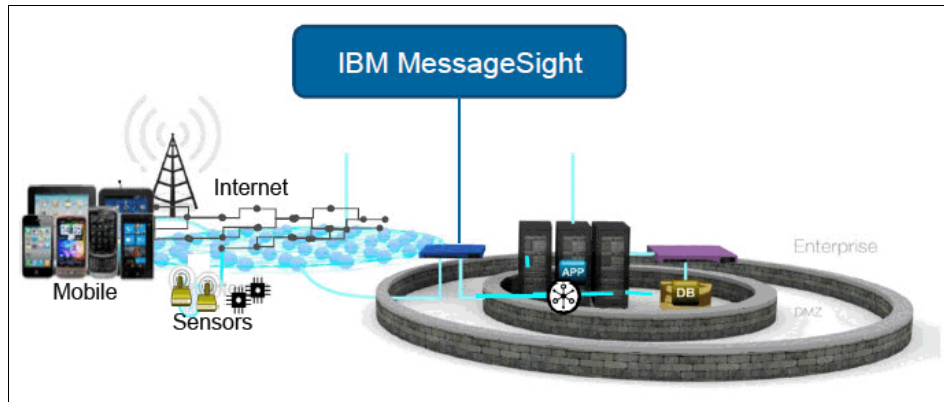 IBM MessageSight
Internet
Enterprise
Mobile
APP
DB
DMZ
Sensors